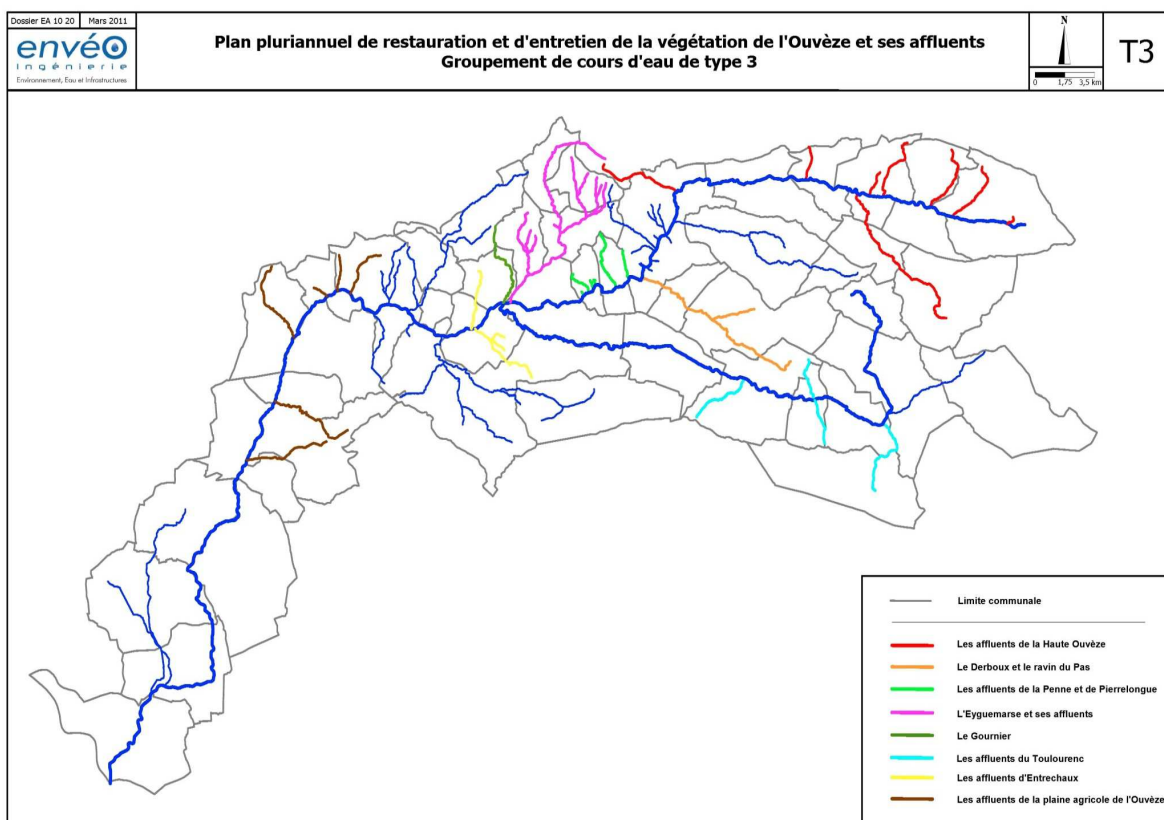 Dossier EA 10 20 Mars 2011
envéo
ingénierie
Environnement, Eau et Infrastructures
Plan pluriannuel de restauration et d'entretien de la végétation de l'Ouvèze et ses affluents
Groupement de cours d'eau de type 3
N
0 1,75 3,5 km
T3
Limite communale
Les affluents de la Haute Ouvèze
Le Derboux et le ravin du Pas
Les affluents de la Penne et de Pierrelongue
L'Eyguemarse et ses affluents
Le Gournier
Les affluents du Toulourenc
Les affluents d'Entrechaux
Les affluents de la plaine agricole de l'Ouvèze